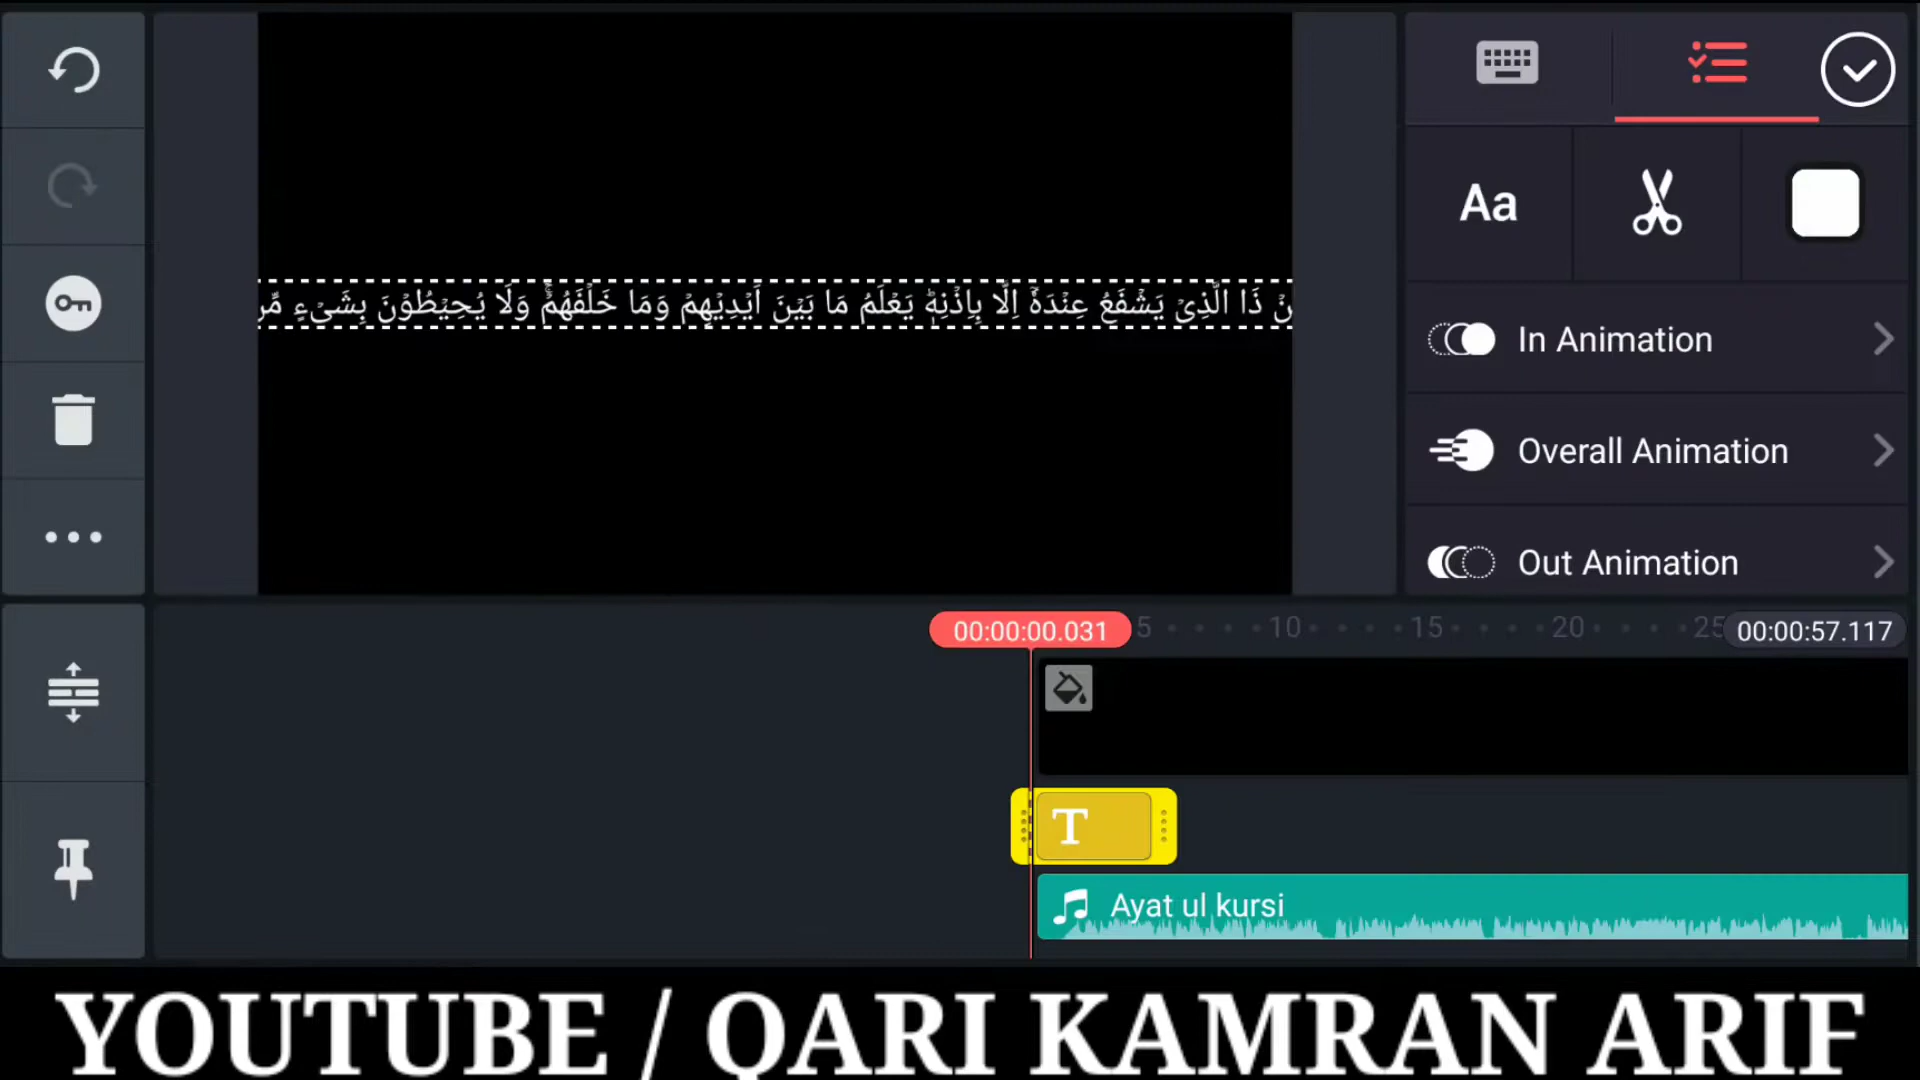 Aa
ذَا الَّذِیْ یَشْفَعُ عِنْدَهٗۤ اِلَّا بِاِذْنِهٖؕ یَعْلَمُ مَا بَیْنَ اَیْدِیْهِمْ وَمَا خَلْفَهُمْۚ وَلَا یُحِیْطُوْنَ بِشَیْءٍ
In Animation
Overall Animation
Out Animation
00:00:00.031 5 10 15 20 25 00:00:57.117
T
Ayat ul kursi
YOUTUBE / QARI KAMRAN ARIF